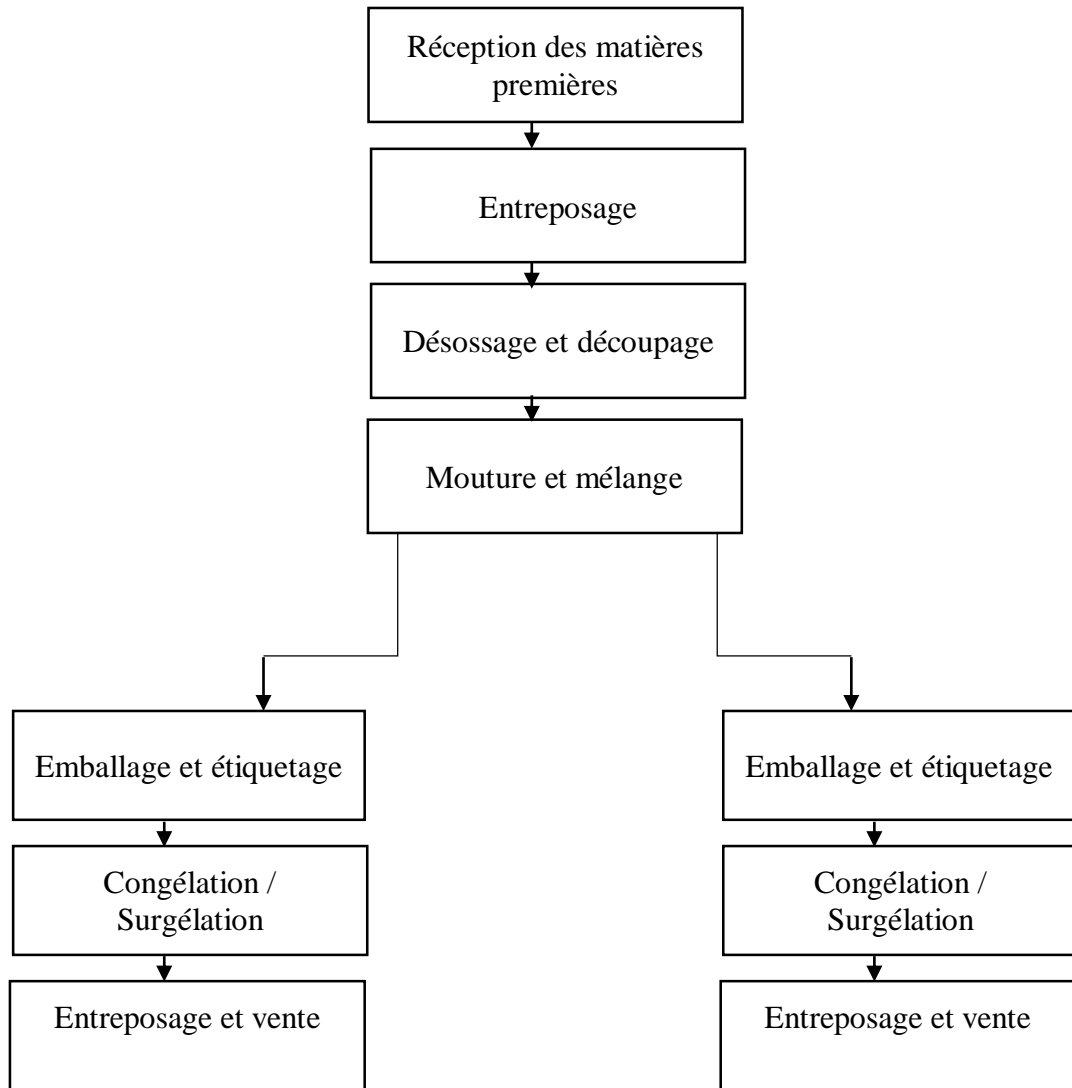 Réception des matières
premières
Entreposage
Désossage et découpage
Mouture et mélange
Emballage et étiquetage
Emballage et étiquetage
Congélation /
Surgélation
Congélation /
Surgélation
Entreposage et vente
Entreposage et vente